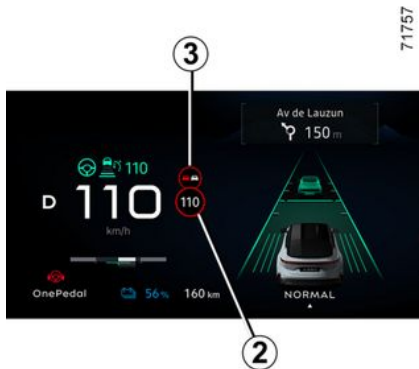 71757
3
Av de Lauzun
150 m
110
D 110 110
km/h
OnePedal 56% 160 km NORMAL
2